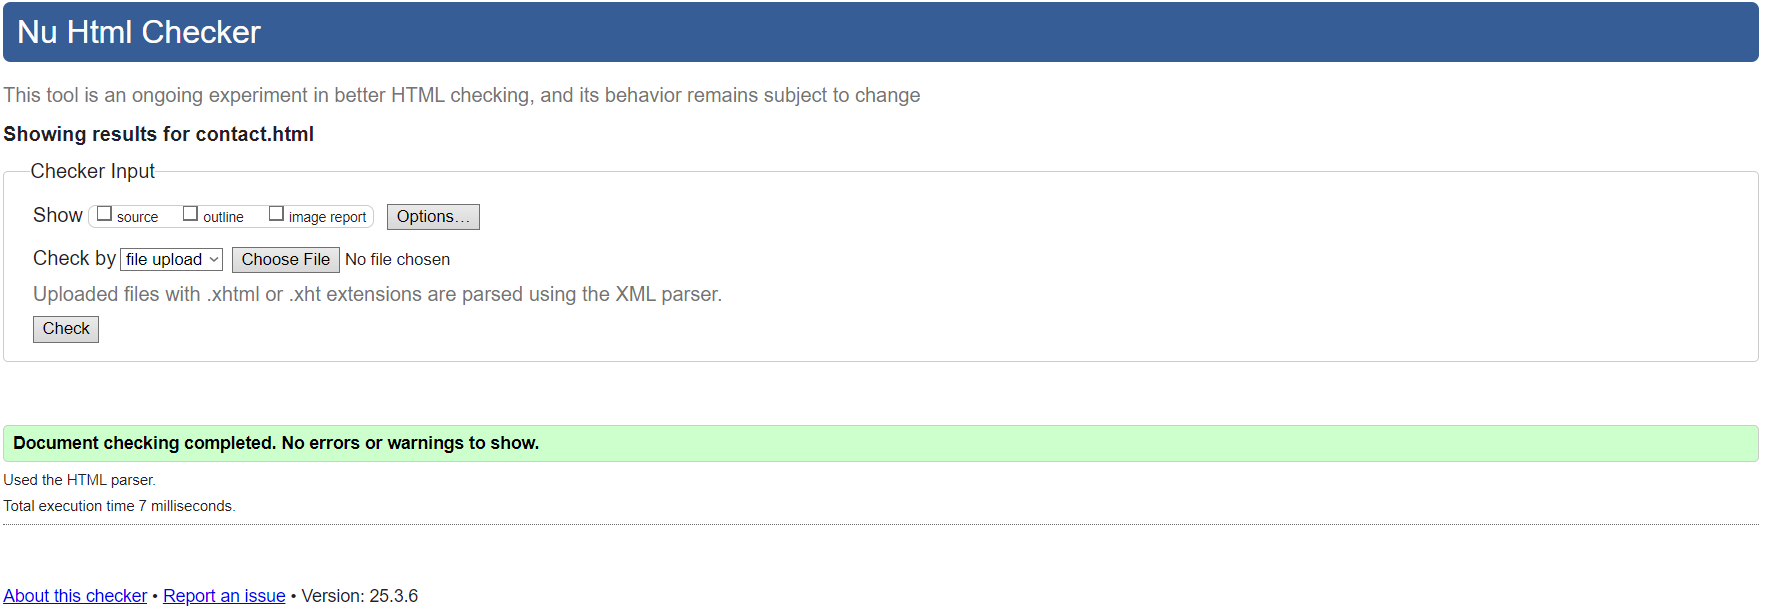 Nu Html Checker
This tool is an ongoing experiment in better HTML checking, and its behavior remains subject to change
Showing results for contact.html
Checker Input
Show source outline image report Options…
Check by file upload Choose File No file chosen
Uploaded files with .xhtml or .xht extensions are parsed using the XML parser.
Check
Document checking completed. No errors or warnings to show.
Used the HTML parser.
Total execution time 7 milliseconds.
About this checker • Report an issue • Version: 25.3.6